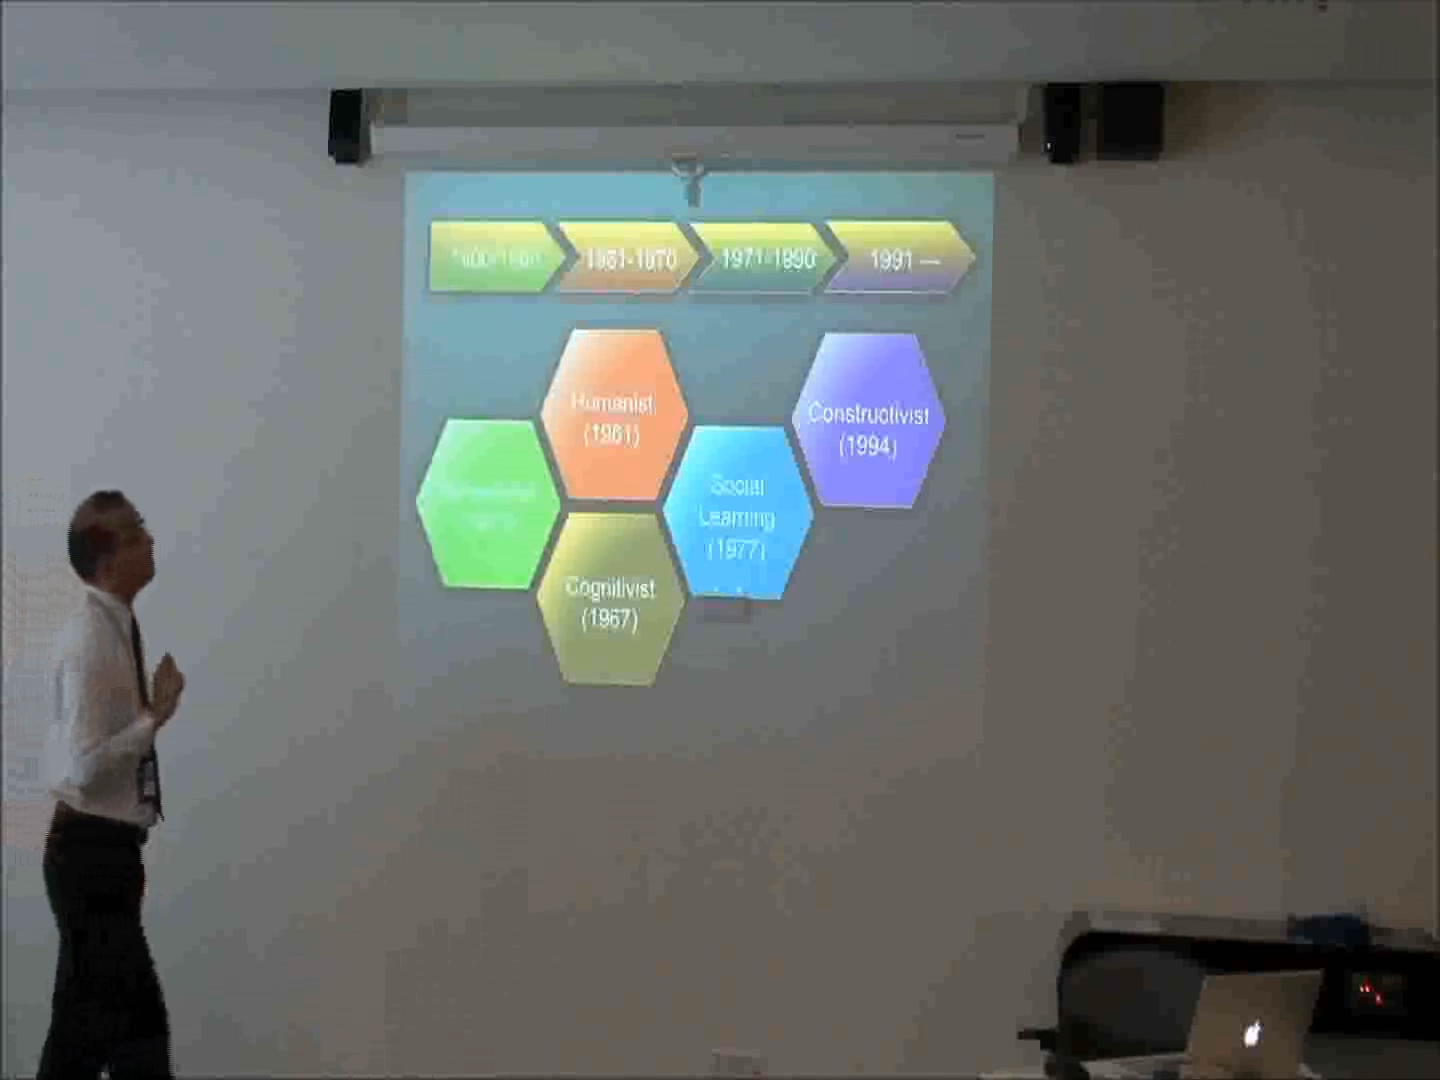 1961-1970
1971-1990
1991 —
Humanist
(1961)
Constructivist
(1994)
Social
Learning
(1977)
Cognitivist
(1967)